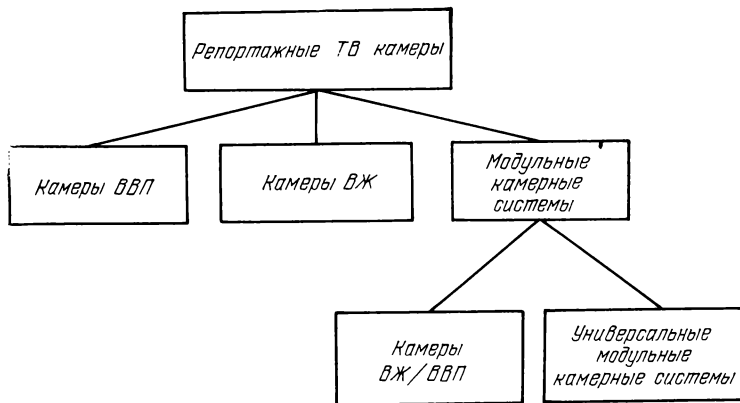 Репортажные ТВ камеры
Камеры ВВП
Камеры ВЖ
Модульные
камерные
системы
Камеры
ВЖ/ВВП
Универсальные
модульные
камерные системы